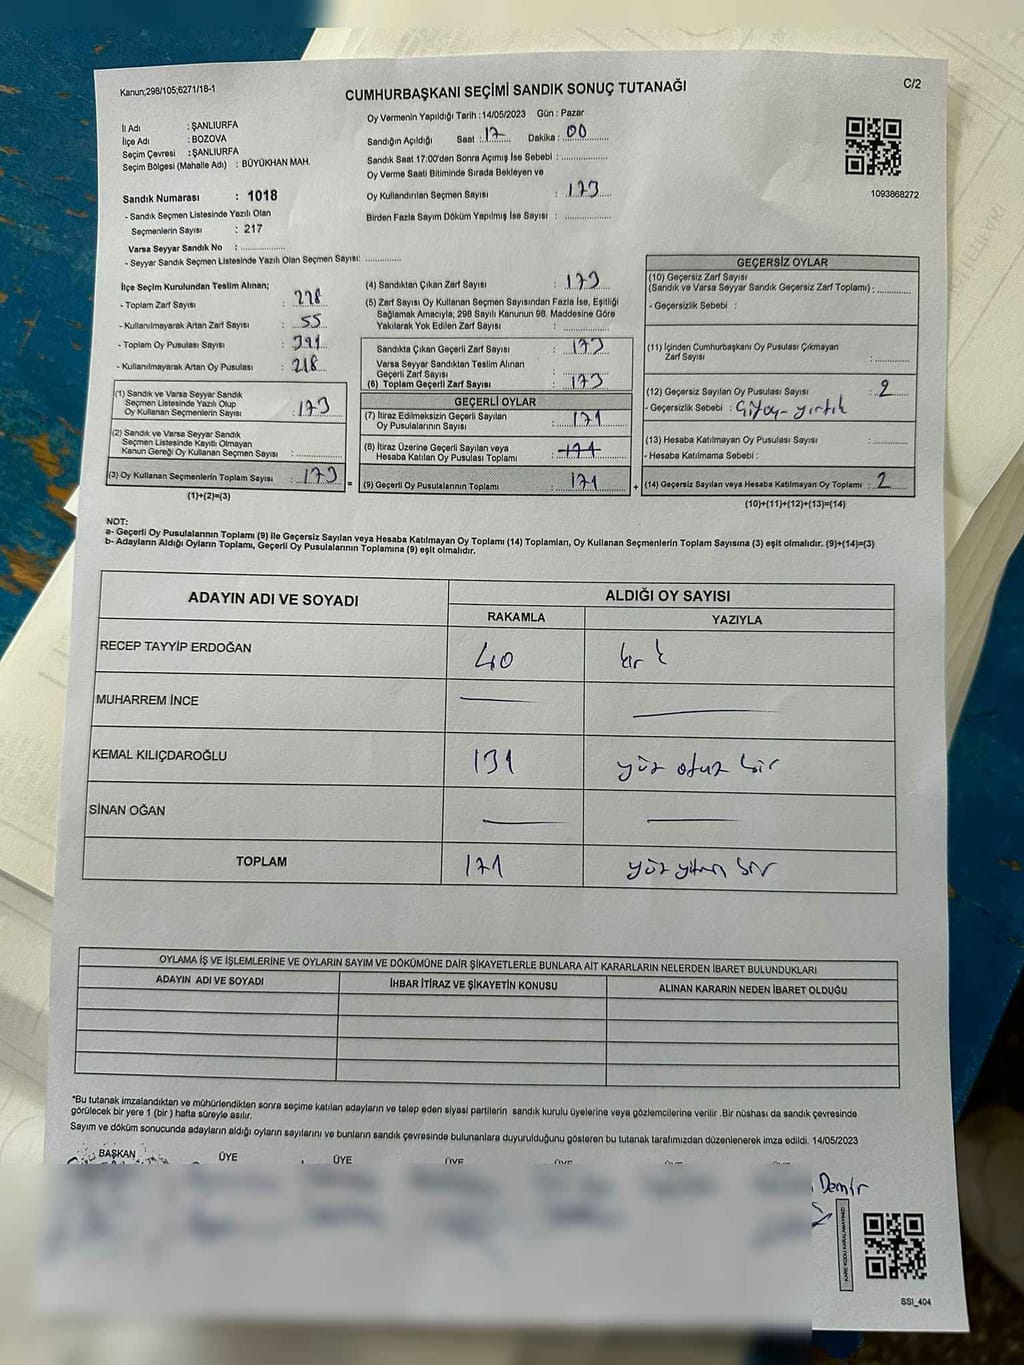 Kanun;298/105;6271/18-1
CUMHURBAŞKANI SEÇİMİ SANDIK SONUÇ TUTANAĞI
C/2
İl Adı : ŞANLIURFA
İlçe Adı : BOZOVA
Seçim Çevresi : ŞANLIURFA
Seçim Bölgesi (Mahalle Adı) : BÜYÜKHAN MAH.
Sandık Numarası : 1018
- Sandık Seçmen Listesinde Yazılı Olan
Seçmenlerin Sayısı : 217
Varsa Seyyar Sandık No : ..............
- Seyyar Sandık Seçmen Listesinde Yazılı Olan Seçmen Sayısı: ............
Oy Vermenin Yapıldığı Tarih : 14/05/2023 Gün : Pazar
Sandığın Açıldığı Saat : 17 Dakika : 00
Sandık Saat 17:00'den Sonra Açımış İse Sebebi : ..............
Oy Verme Saati Bitiminde Sırada Bekleyen ve
Oy Kullandırılan Seçmen Sayısı : 173
Birden Fazla Sayım Döküm Yapılmış İse Sayısı : ..............
1093868272
İlçe Seçim Kurulundan Teslim Alınan;
- Toplam Zarf Sayısı : 228
- Kullanılmayarak Artan Zarf Sayısı : 55
- Toplam Oy Pusulası Sayısı : 391
- Kullanılmayarak Artan Oy Pusulası : 218
(1) Sandık ve Varsa Seyyar Sandık
Seçmen Listesinde Yazılı Olup
Oy Kullanan Seçmenlerin Sayısı : 173
(2) Sandık ve Varsa Seyyar Sandık
Seçmen Listesinde Kayıtlı Olmayan
Kanun Gereği Oy Kullanan Seçmen Sayısı : ..............
(3) Oy Kullanan Seçmenlerin Toplam Sayısı : 173
(1)+(2)=(3)
(4) Sandıktan Çıkan Zarf Sayısı : 173
(5) Zarf Sayısı Oy Kullanan Seçmen Sayısından Fazla İse, Eşitliği
Sağlamak Amacıyla; 298 Sayılı Kanunun 98. Maddesine Göre
Yakılarak Yok Edilen Zarf Sayısı : ..............
Sandıkta Çıkan Geçerli Zarf Sayısı : 173
Varsa Seyyar Sandıktan Teslim Alınan
Geçerli Zarf Sayısı : ..............
(6) Toplam Geçerli Zarf Sayısı : 173
GEÇERLİ OYLAR
(7) İtiraz Edilmeksizin Geçerli Sayılan
Oy Pusulalarının Sayısı : 171
(8) İtiraz Üzerine Geçerli Sayılan veya
Hesaba Katılan Oy Pusulası Toplamı : 171
= (9) Geçerli Oy Pusulalarının Toplamı : 171
GEÇERSİZ OYLAR
(10) Geçersiz Zarf Sayısı
(Sandık ve Varsa Seyyar Sandık Geçersiz Zarf Toplamı) : ..............
- Geçersizlik Sebebi :
(11) İçinden Cumhurbaşkanı Oy Pusulası Çıkmayan
Zarf Sayısı : ..............
(12) Geçersiz Sayılan Oy Pusulası Sayısı : 2
- Geçersizlik Sebebi : yırtık
(13) Hesaba Katılmayan Oy Pusulası Sayısı : ..............
- Hesaba Katılmama Sebebi :
+ (14) Geçersiz Sayılan veya Hesaba Katılmayan Oy Toplamı : 2
(10)+(11)+(12)+(13)=(14)
NOT:
a- Geçerli Oy Pusulalarının Toplamı (9) ile Geçersiz Sayılan veya Hesaba Katılmayan Oy Toplamı (14) Toplamları, Oy Kullanan Seçmenlerin Toplam Sayısına (3) eşit olmalıdır. (9)+(14)=(3)
b- Adayların Aldığı Oyların Toplamı, Geçerli Oy Pusulalarının Toplamına (9) eşit olmalıdır.
ADAYIN ADI VE SOYADI
ALDIĞI OY SAYISI
RAKAMLA YAZIYLA
RECEP TAYYİP ERDOĞAN 40 kırk
MUHARREM İNCE
KEMAL KILIÇDAROĞLU 131 yüz otuz bir
SİNAN OĞAN
TOPLAM 171 yüz yetmiş bir
OYLAMA İŞ VE İŞLEMLERİNE VE OYLARIN SAYIM VE DÖKÜMÜNE DAİR ŞİKAYETLERLE BUNLARA AİT KARARLARIN NELERDEN İBARET BULUNDUKLARI
ADAYIN ADI VE SOYADI İHBAR İTİRAZ VE ŞİKAYETİN KONUSU ALINAN KARARIN NEDEN İBARET OLDUĞU
*Bu tutanak imzalandıktan ve mühürlendikten sonra seçime katılan adayların ve talep eden siyasi partilerin sandık kurulu üyelerine veya gözlemcilerine verilir .Bir nüshası da sandık çevresinde
görülecek bir yere 1 (bir ) hafta süreyle asılır.
Sayım ve döküm sonucunda adayların aldığı oyların sayılarını ve bunların sandık çevresinde bulunanlara duyurulduğunu gösteren bu tutanak tarafımızdan düzenlenerek imza edildi. 14/05/2023
BAŞKAN ÜYE ÜYE ÜYE
Demir
KARE KODU KARALAMAYINIZ!
SSI_404